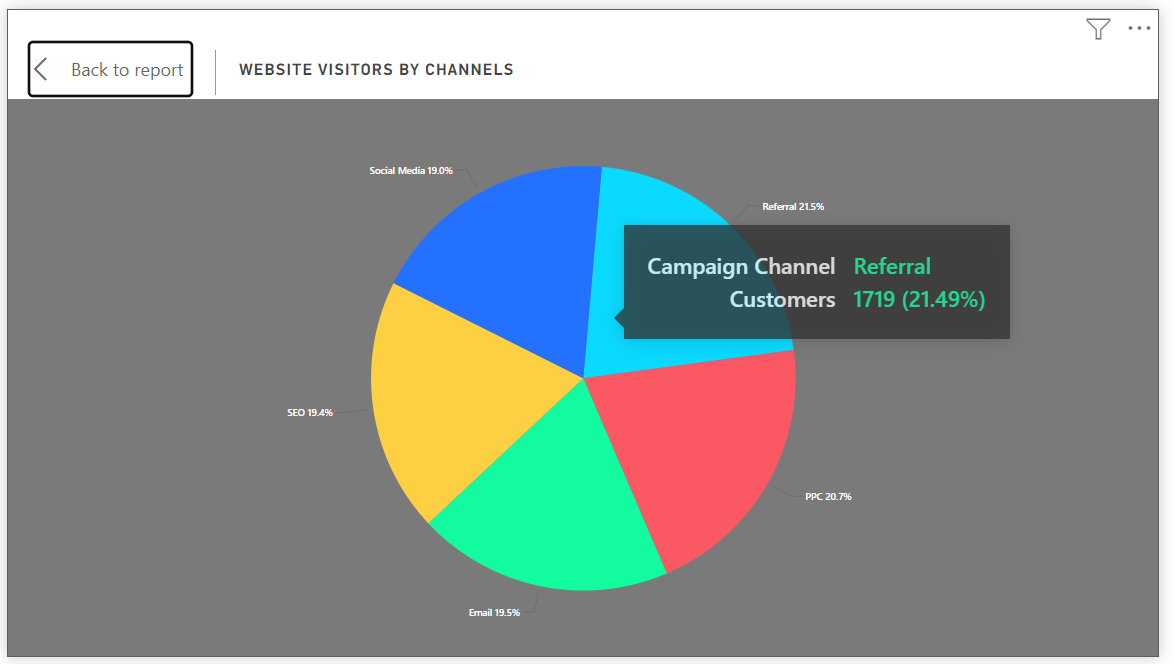 Back to report
WEBSITE VISITORS BY CHANNELS
Social Media 19.0%
Referral 21.5%
Campaign Channel Referral
Customers 1719 (21.49%)
SEO 19.4%
PPC 20.7%
Email 19.5%